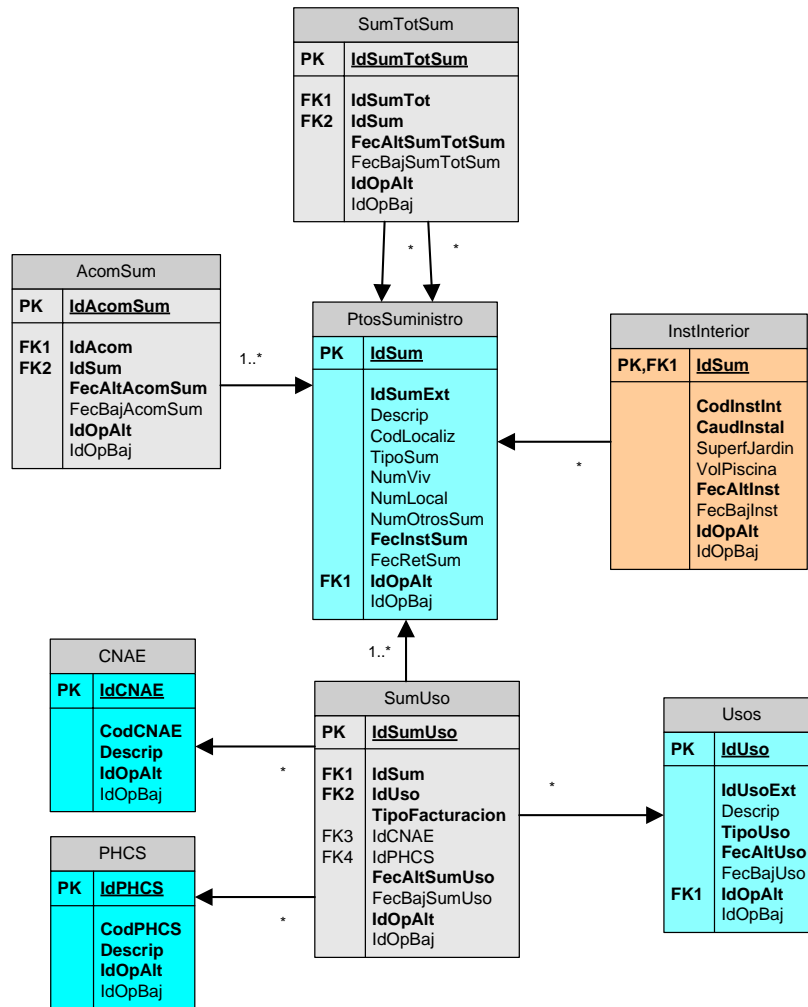 SumTotSum
PK IdSumTotSum
FK1 IdSumTot
FK2 IdSum
FecAltSumTotSum
FecBajSumTotSum
IdOpAlt
IdOpBaj
* *
AcomSum
PK IdAcomSum
FK1 IdAcom
FK2 IdSum
FecAltAcomSum
FecBajAcomSum
IdOpAlt
IdOpBaj
1..*
PtosSuministro
PK IdSum
IdSumExt
Descrip
CodLocaliz
TipoSum
NumViv
NumLocal
NumOtrosSum
FecInstSum
FecRetSum
FK1 IdOpAlt
IdOpBaj
InstInterior
PK,FK1 IdSum
CodInstInt
CaudInstal
SuperfJardin
VolPiscina
FecAltInst
FecBajInst
IdOpAlt
IdOpBaj
*
1..*
CNAE
PK IdCNAE
CodCNAE
Descrip
IdOpAlt
IdOpBaj
*
SumUso
PK IdSumUso
FK1 IdSum
FK2 IdUso
TipoFacturacion
FK3 IdCNAE
FK4 IdPHCS
FecAltSumUso
FecBajSumUso
IdOpAlt
IdOpBaj
*
Usos
PK IdUso
IdUsoExt
Descrip
TipoUso
FecAltUso
FecBajUso
FK1 IdOpAlt
IdOpBaj
PHCS
PK IdPHCS
CodPHCS
Descrip
IdOpAlt
IdOpBaj
*